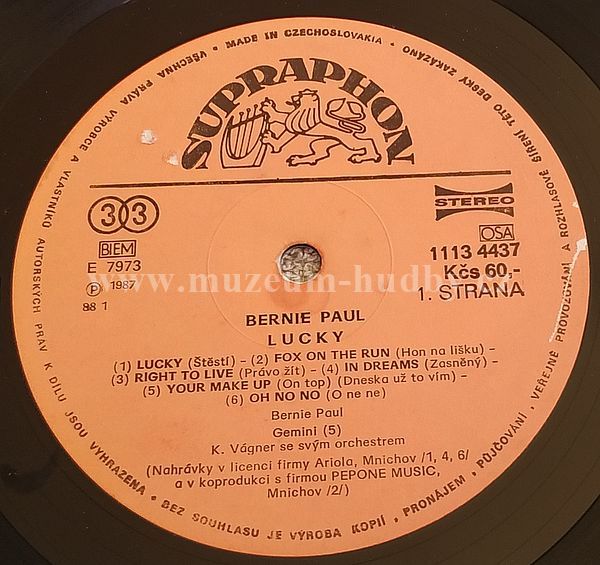 VŠECHNA PRÁVA VÝROBCE A VLASTNÍKŮ AUTORSKÝCH PRÁV K DÍLU JSOU VYHRAZENA • BEZ SOUHLASU JE VÝROBA KOPIÍ, PRONÁJEM, PŮJČOVÁNÍ, VEŘEJNÉ PROVOZOVÁNÍ A ROZHLASOVÉ ŠÍŘENÍ TÉTO DESKY ZAKÁZÁNO • MADE IN CZECHOSLOVAKIA •
SUPRAPHON
33
STEREO
BIEM
OSA
E 7973
1113 4437
Ⓟ 1987
Kčs 60,-
88 1
1. STRANA
www.muzeum-hudby
BERNIE PAUL
LUCKY
(1) LUCKY (Štěstí) – (2) FOX ON THE RUN (Hon na lišku) –
(3) RIGHT TO LIVE (Právo žít) – (4) IN DREAMS (Zasněný) –
(5) YOUR MAKE UP (On top) (Dneska už to vím) –
(6) OH NO NO (O ne ne)
Bernie Paul
Gemini (5)
K. Vágner se svým orchestrem
(Nahrávky v licenci firmy Ariola, Mnichov /1, 4, 6/
a v koprodukci s firmou PEPONE MUSIC,
Mnichov /2/)